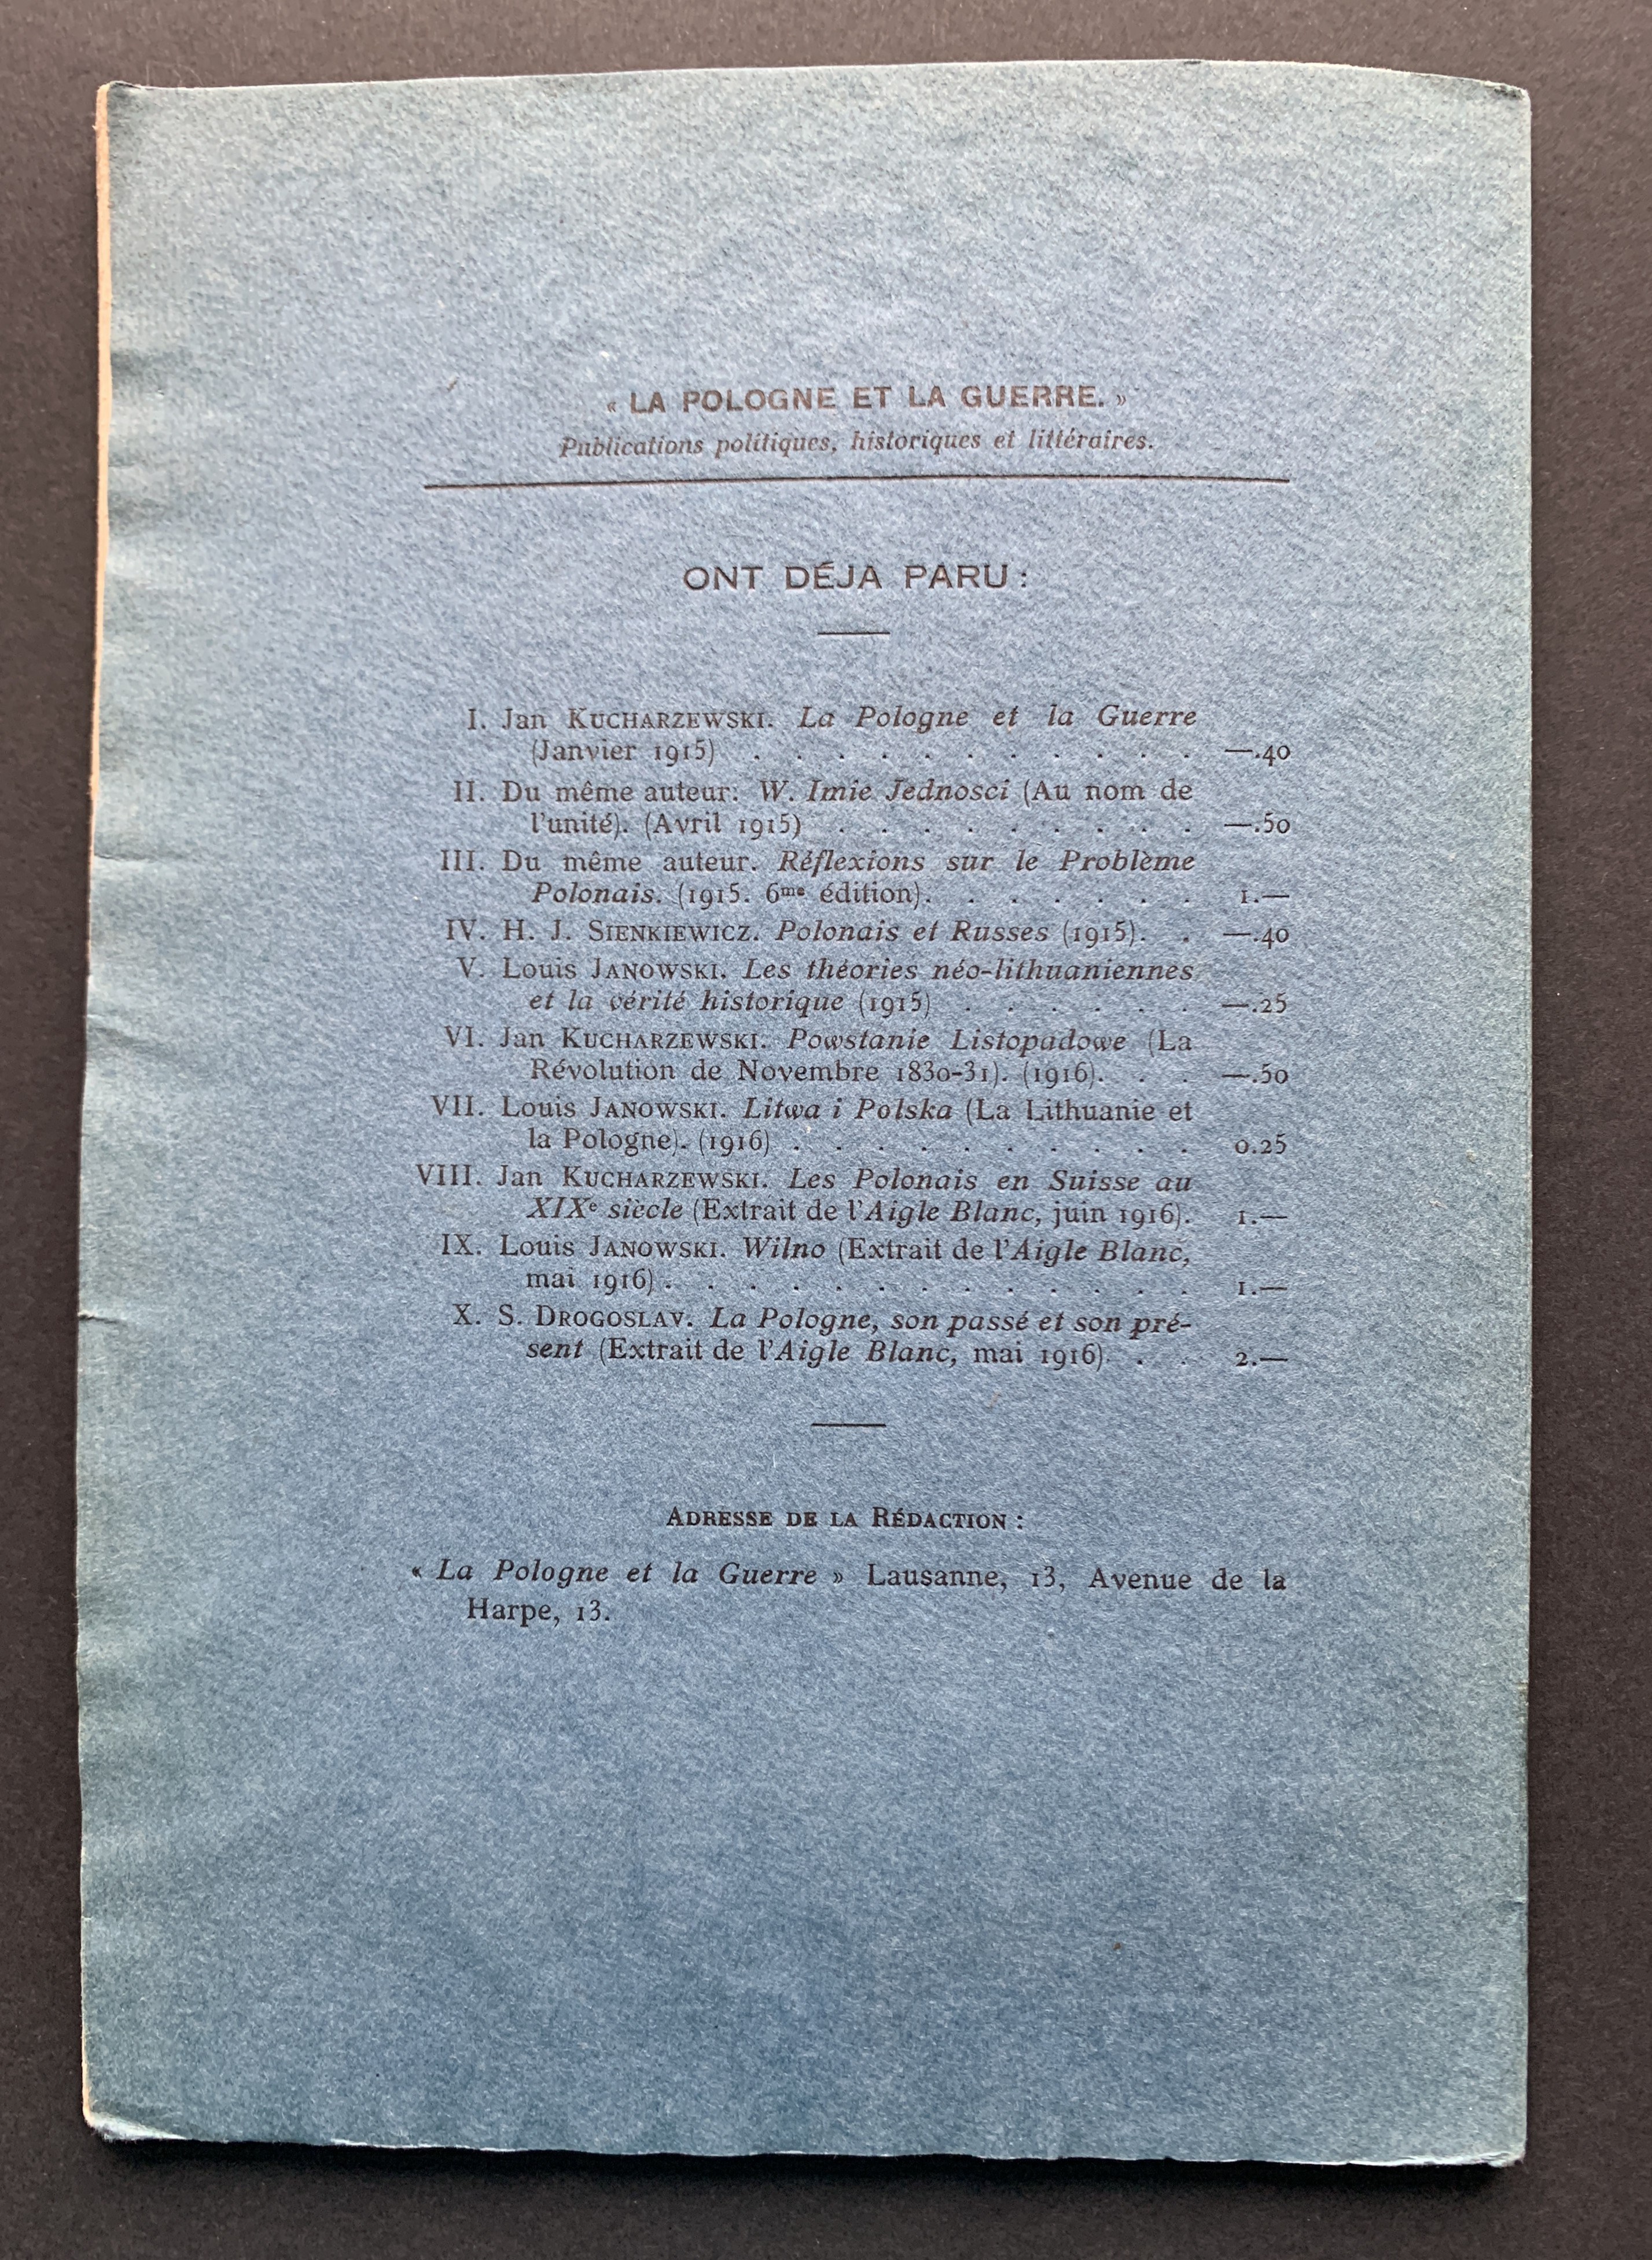 « LA POLOGNE ET LA GUERRE. »
Publications politiques, historiques et littéraires.
ONT DÉJA PARU :
I. Jan KUCHARZEWSKI. La Pologne et la Guerre
(Janvier 1915) . . . . . . . . . . . —.40
II. Du même auteur: W. Imie Jednosci (Au nom de
l'unité). (Avril 1915) . . . . . . . . . —.50
III. Du même auteur. Réflexions sur le Problème
Polonais. (1915. 6me édition). . . . . . . 1.—
IV. H. J. SIENKIEWICZ. Polonais et Russes (1915). . —.40
V. Louis JANOWSKI. Les théories néo-lithuaniennes
et la vérité historique (1915) . . . . . . —.25
VI. Jan KUCHARZEWSKI. Powstanie Listopadowe (La
Révolution de Novembre 1830-31). (1916). . . —.50
VII. Louis JANOWSKI. Litwa i Polska (La Lithuanie et
la Pologne). (1916) . . . . . . . . . . 0.25
VIII. Jan KUCHARZEWSKI. Les Polonais en Suisse au
XIXe siècle (Extrait de l'Aigle Blanc, juin 1916). 1.—
IX. Louis JANOWSKI. Wilno (Extrait de l'Aigle Blanc,
mai 1916) . . . . . . . . . . . . . 1.—
X. S. DROGOSLAV. La Pologne, son passé et son pré-
sent (Extrait de l'Aigle Blanc, mai 1916) . . 2.—
ADRESSE DE LA RÉDACTION :
« La Pologne et la Guerre » Lausanne, 13, Avenue de la
Harpe, 13.